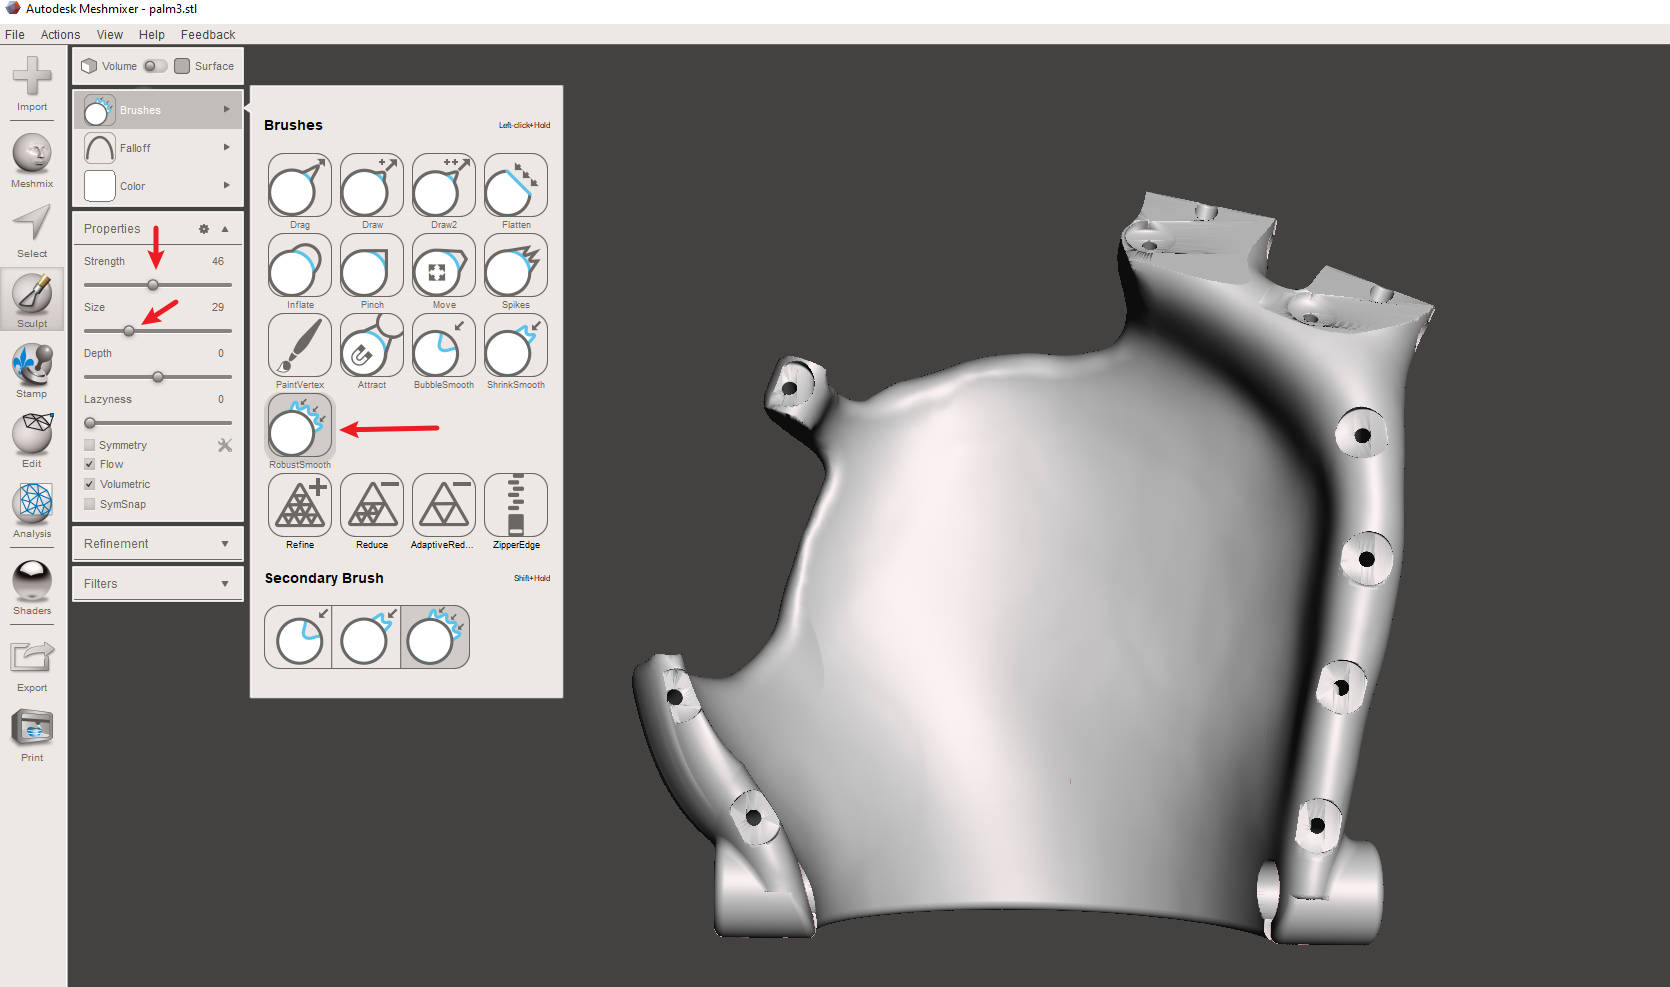 Autodesk Meshmixer - palm3.stl
File Actions View Help Feedback
Import
Meshmix
Select
Sculpt
Stamp
Edit
Analysis
Shaders
Export
Print
Volume Surface
Brushes
Falloff
Color
Properties
Strength 46
Size 29
Depth 0
Lazyness 0
Symmetry
Flow
Volumetric
SymSnap
Refinement
Filters
Brushes Left-click+Hold
Drag Draw Draw2 Flatten
Inflate Pinch Move Spikes
PaintVertex Attract BubbleSmooth ShrinkSmooth
RobustSmooth
Refine Reduce AdaptiveRed... ZipperEdge
Secondary Brush Shift+Hold